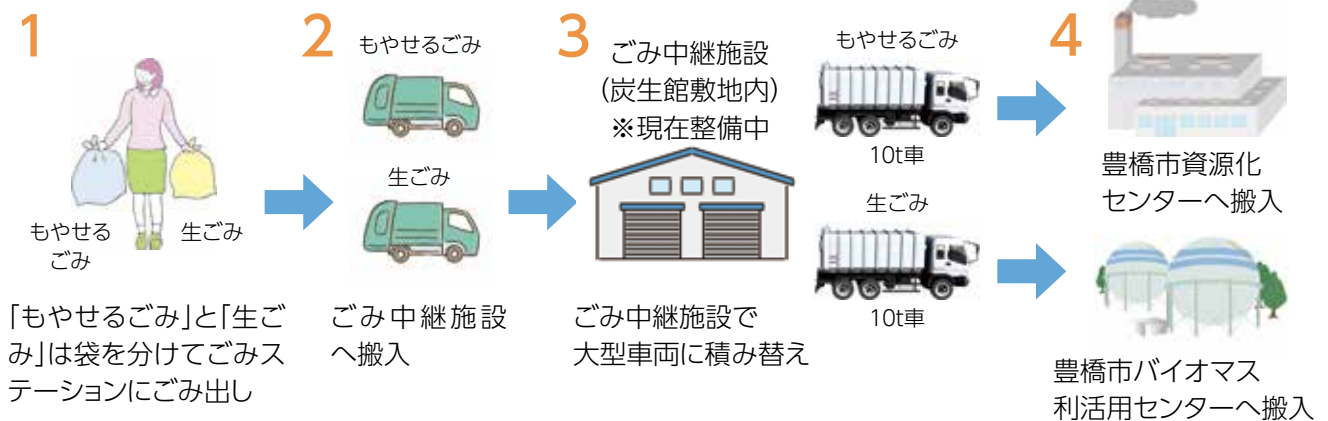 1
もやせる
ごみ
生ごみ
「もやせるごみ」と「生ご
み」は袋を分けてごみス
テーションにごみ出し
2
もやせるごみ
生ごみ
ごみ中継施設
へ搬入
3
ごみ中継施設
(炭生館敷地内)
※現在整備中
ごみ中継施設で
大型車両に積み替え
もやせるごみ
10t車
生ごみ
10t車
4
豊橋市資源化
センターへ搬入
豊橋市バイオマス
利活用センターへ搬入